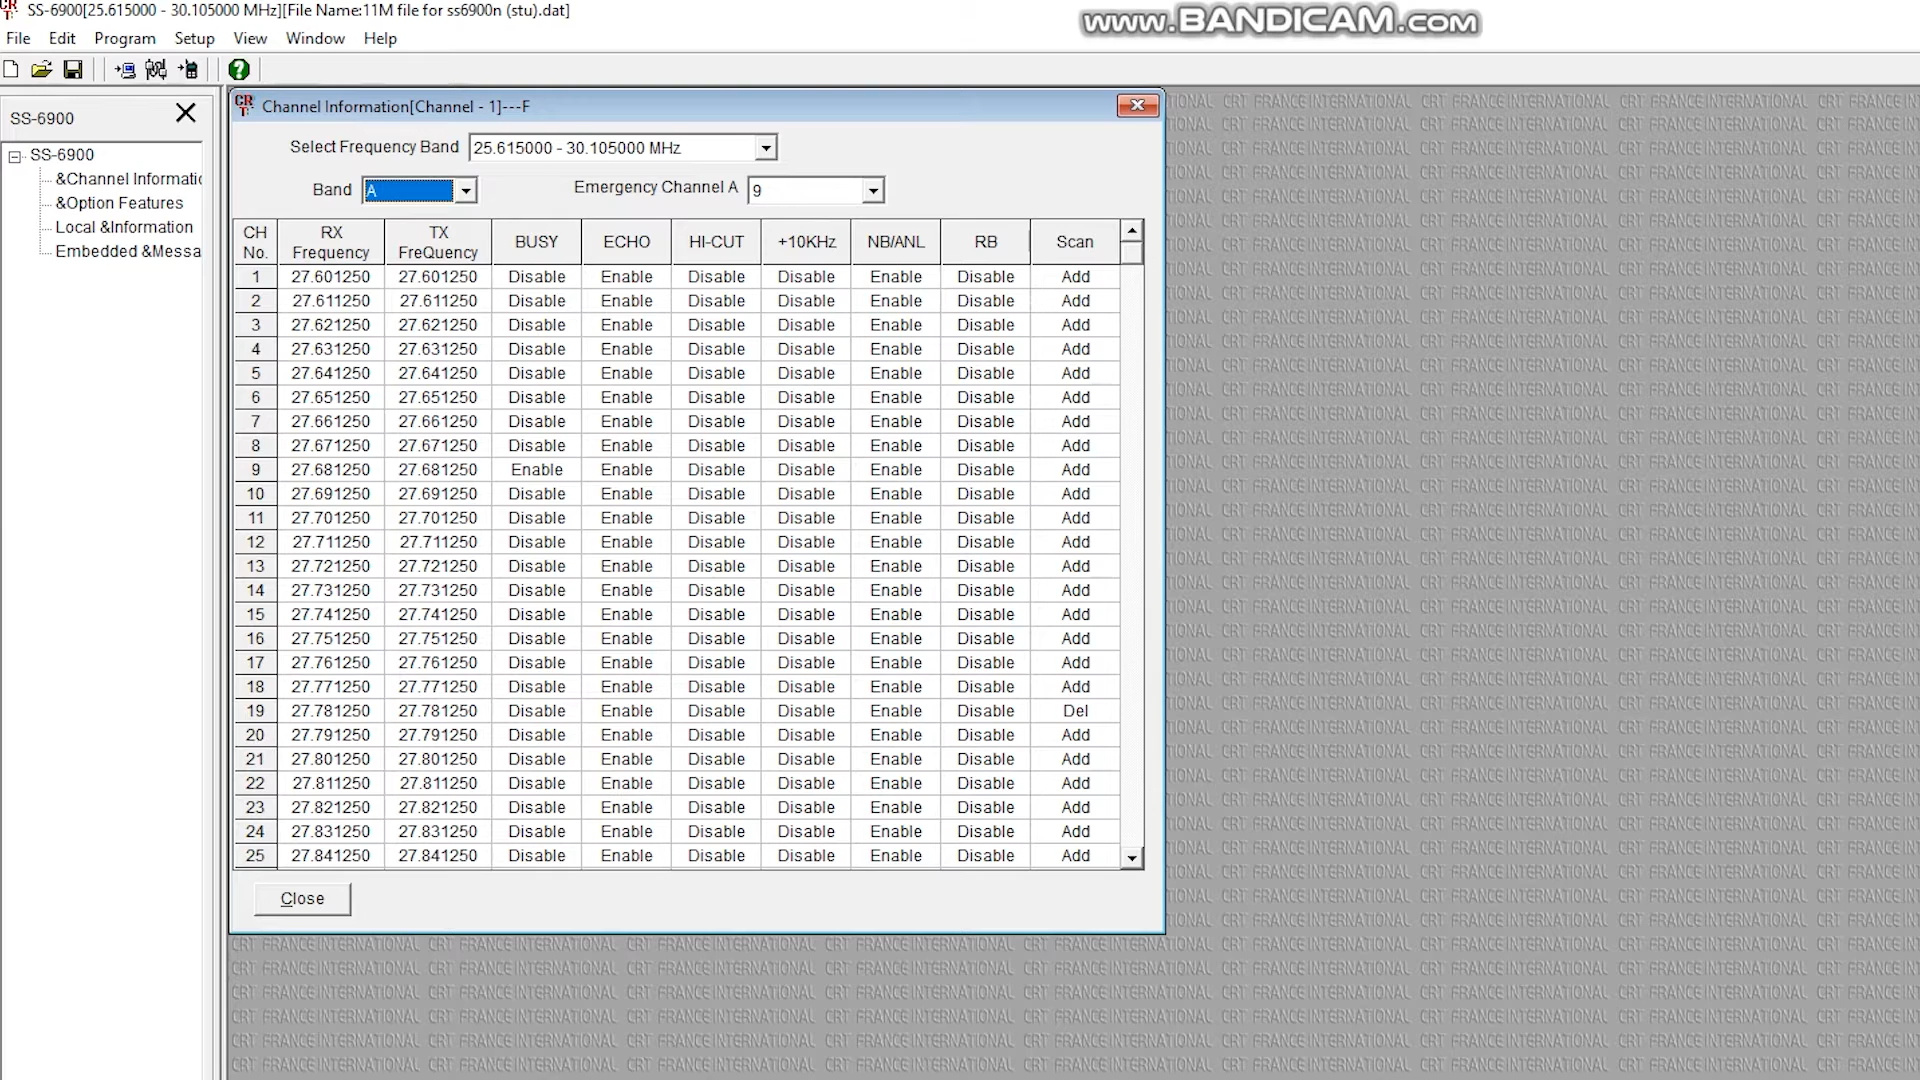 SS-6900[25.615000 - 30.105000 MHz][File Name:11M file for ss6900n (stu).dat]
www.BANDICAM.com
File Edit Program Setup View Window Help
SS-6900
SS-6900
&Channel Informatic
&Option Features
Local &Information
Embedded &Messa
Channel Information[Channel - 1]---F
Select Frequency Band 25.615000 - 30.105000 MHz
Band A Emergency Channel A 9
CH No. RX Frequency TX FreQuency BUSY ECHO HI-CUT +10KHz NB/ANL RB Scan
1 27.601250 27.601250 Disable Enable Disable Disable Enable Disable Add
2 27.611250 27.611250 Disable Enable Disable Disable Enable Disable Add
3 27.621250 27.621250 Disable Enable Disable Disable Enable Disable Add
4 27.631250 27.631250 Disable Enable Disable Disable Enable Disable Add
5 27.641250 27.641250 Disable Enable Disable Disable Enable Disable Add
6 27.651250 27.651250 Disable Enable Disable Disable Enable Disable Add
7 27.661250 27.661250 Disable Enable Disable Disable Enable Disable Add
8 27.671250 27.671250 Disable Enable Disable Disable Enable Disable Add
9 27.681250 27.681250 Enable Enable Disable Disable Enable Disable Add
10 27.691250 27.691250 Disable Enable Disable Disable Enable Disable Add
11 27.701250 27.701250 Disable Enable Disable Disable Enable Disable Add
12 27.711250 27.711250 Disable Enable Disable Disable Enable Disable Add
13 27.721250 27.721250 Disable Enable Disable Disable Enable Disable Add
14 27.731250 27.731250 Disable Enable Disable Disable Enable Disable Add
15 27.741250 27.741250 Disable Enable Disable Disable Enable Disable Add
16 27.751250 27.751250 Disable Enable Disable Disable Enable Disable Add
17 27.761250 27.761250 Disable Enable Disable Disable Enable Disable Add
18 27.771250 27.771250 Disable Enable Disable Disable Enable Disable Add
19 27.781250 27.781250 Disable Enable Disable Disable Enable Disable Del
20 27.791250 27.791250 Disable Enable Disable Disable Enable Disable Add
21 27.801250 27.801250 Disable Enable Disable Disable Enable Disable Add
22 27.811250 27.811250 Disable Enable Disable Disable Enable Disable Add
23 27.821250 27.821250 Disable Enable Disable Disable Enable Disable Add
24 27.831250 27.831250 Disable Enable Disable Disable Enable Disable Add
25 27.841250 27.841250 Disable Enable Disable Disable Enable Disable Add
Close
CRT FRANCE INTERNATIONAL CRT FRANCE INTERNATIONAL CRT FRANCE INTERNATIONAL